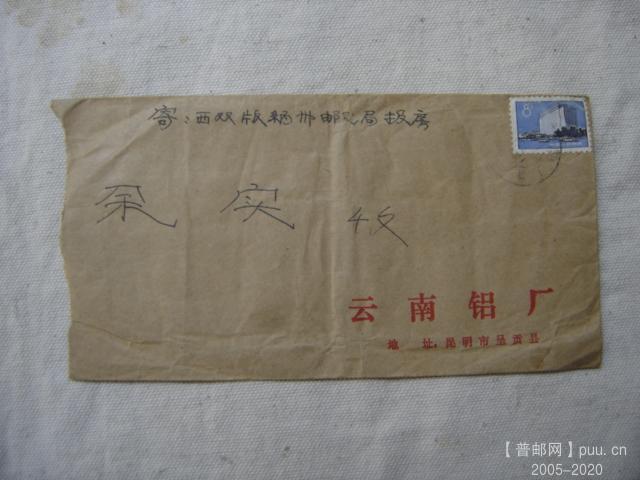 8
寄:西双版纳州邮电局报房
余实 收
云南铝厂
地 址:昆明市呈贡县
【普邮网】puu.cn
2005-2020